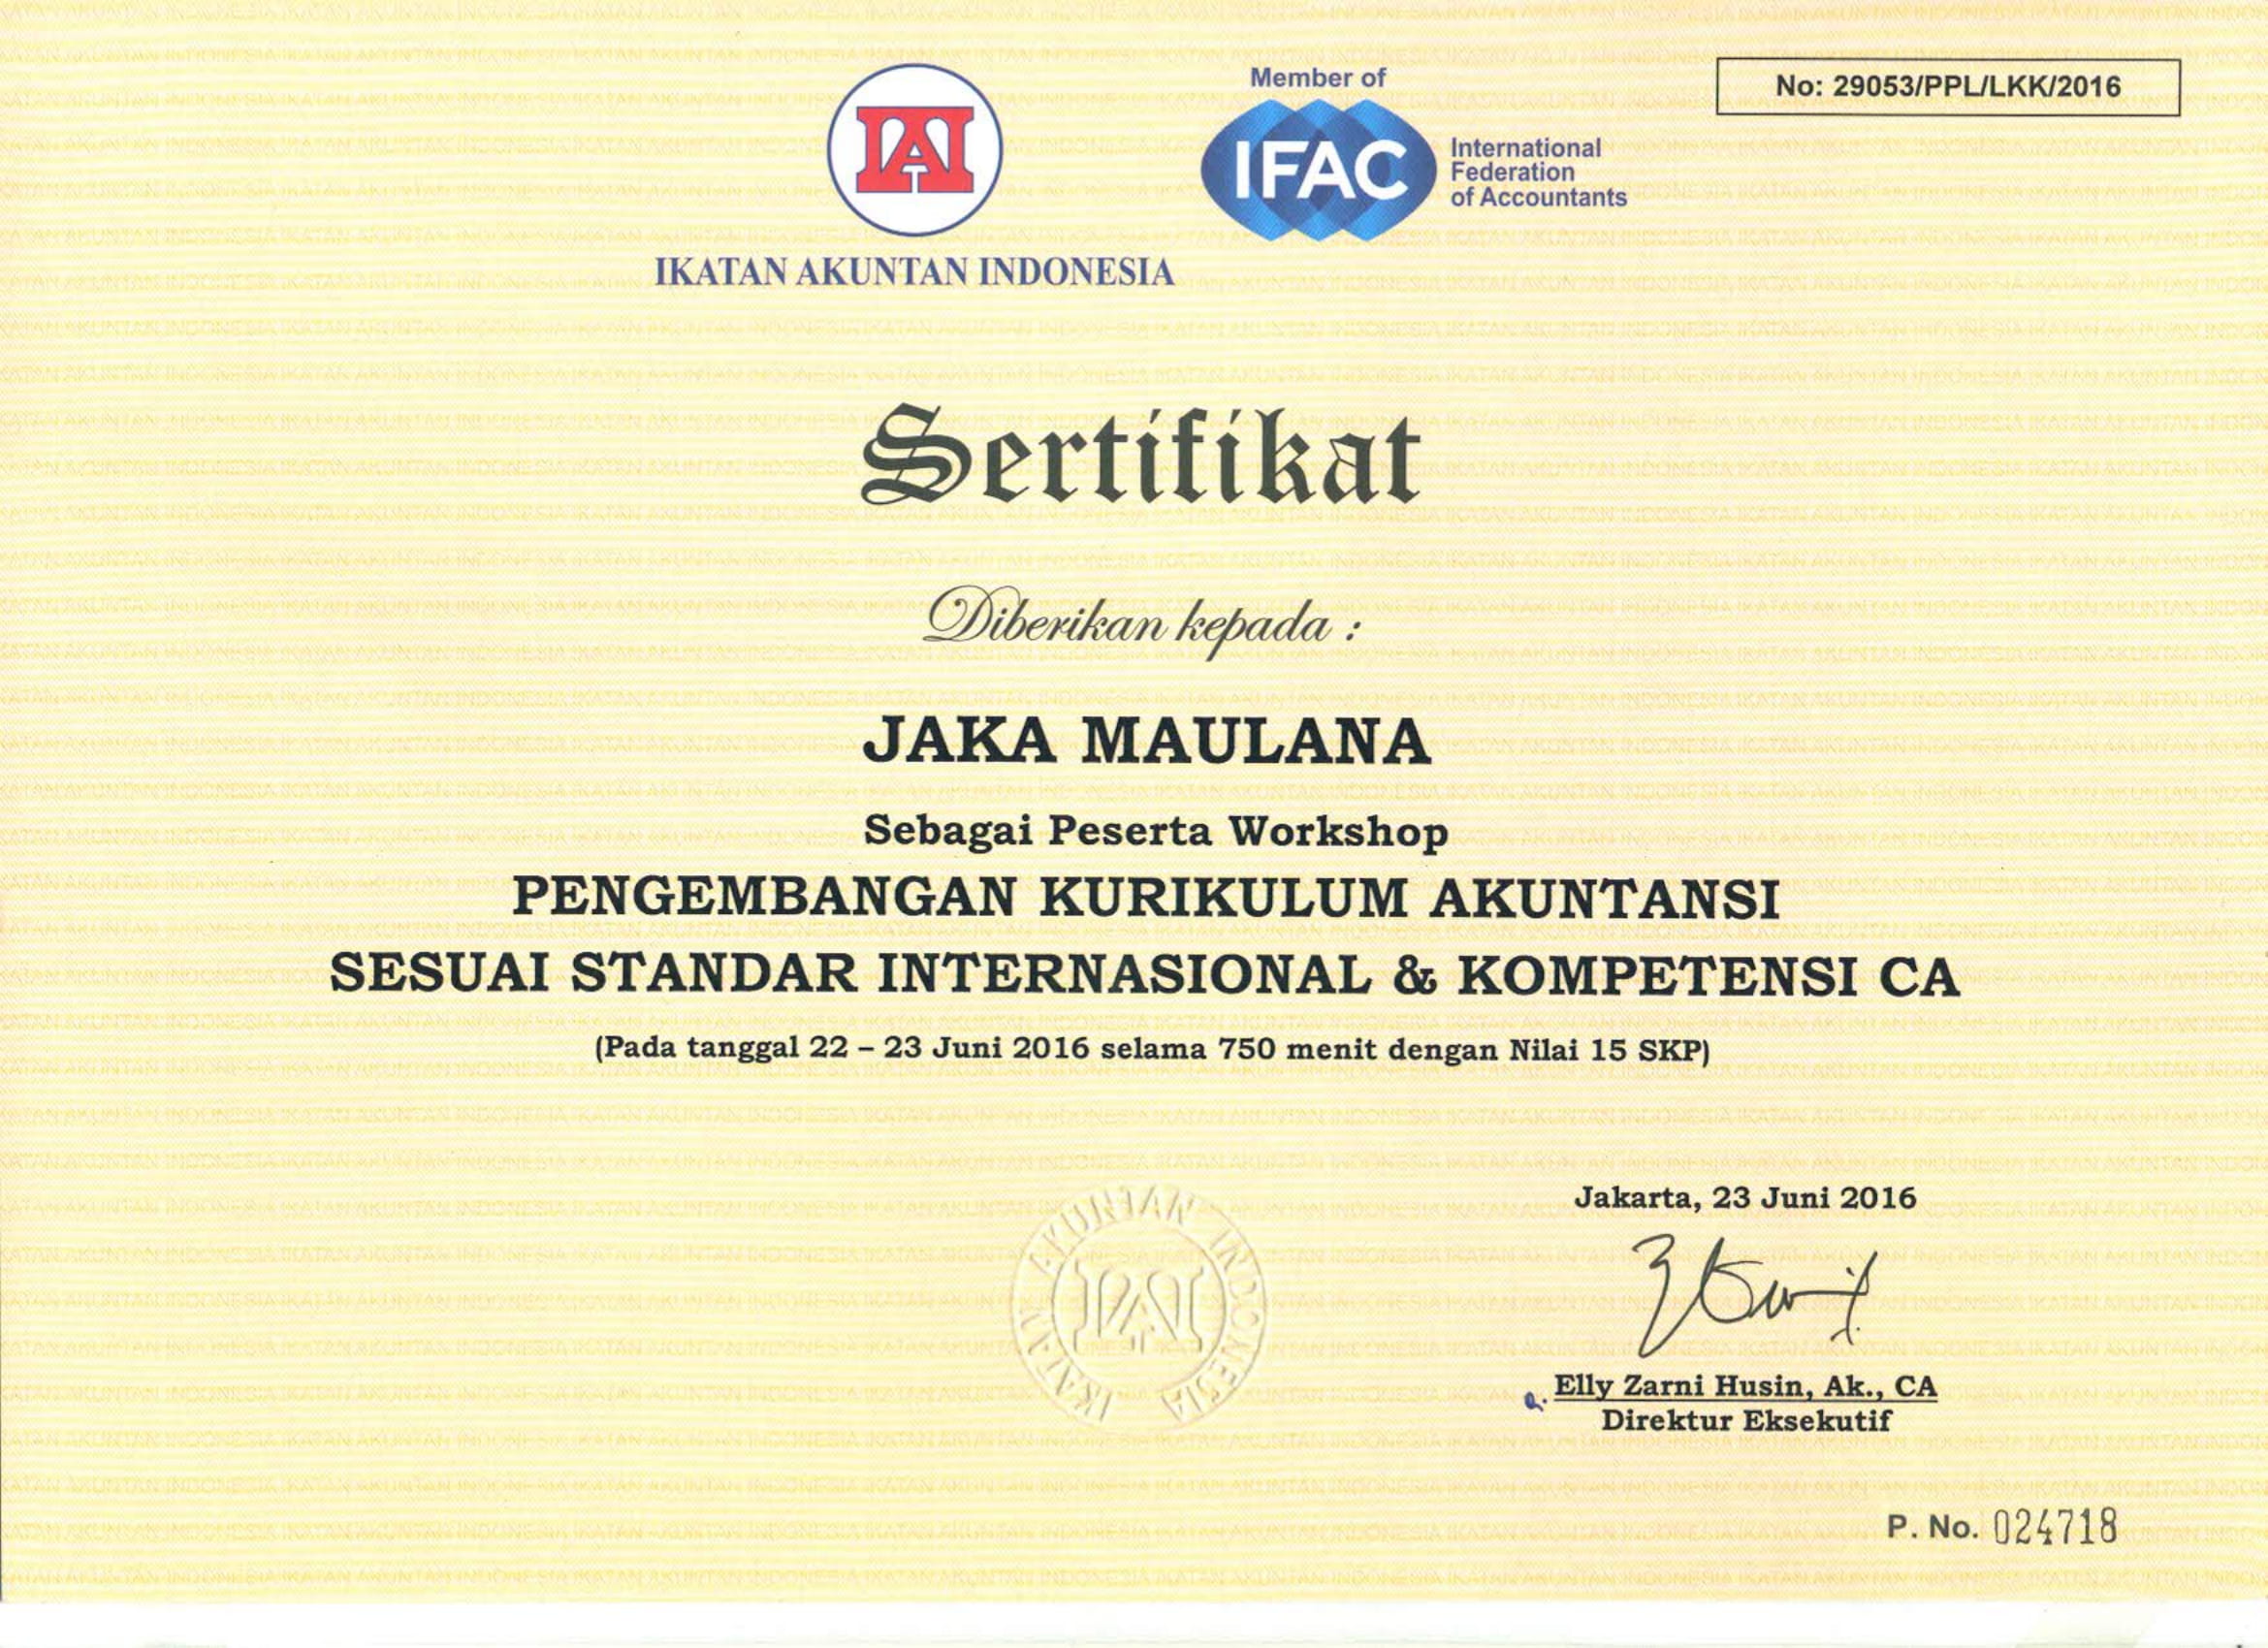 No: 29053/PPL/LKK/2016
IAI
IKATAN AKUNTAN INDONESIA
Member of
IFAC
International
Federation
of Accountants
Sertifikat
Diberikan kepada :
JAKA MAULANA
Sebagai Peserta Workshop
PENGEMBANGAN KURIKULUM AKUNTANSI
SESUAI STANDAR INTERNASIONAL & KOMPETENSI CA
(Pada tanggal 22 – 23 Juni 2016 selama 750 menit dengan Nilai 15 SKP)
IKATAN AKUNTAN INDONESIA
IAI
Jakarta, 23 Juni 2016
Elly Zarni Husin, Ak., CA
Direktur Eksekutif
P. No. 024718